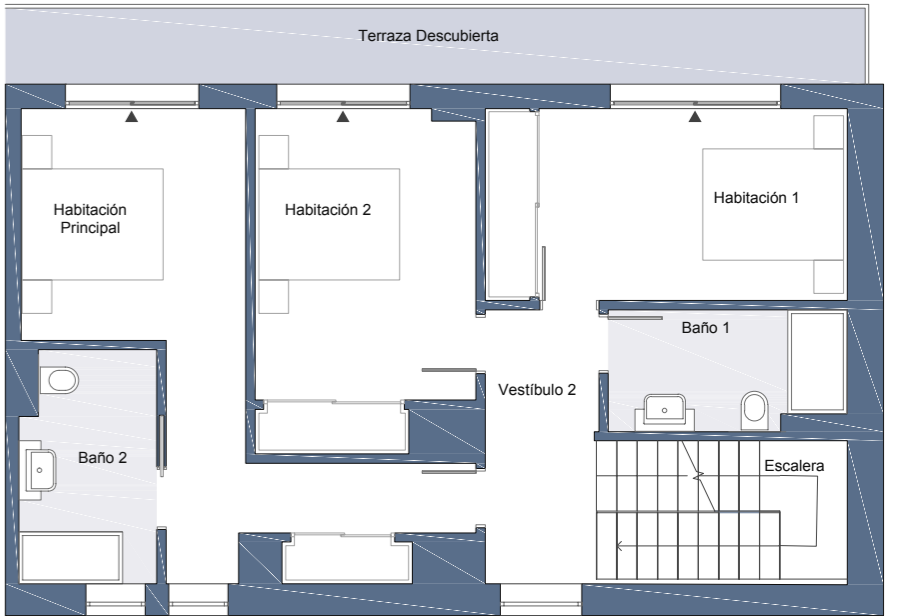 Terraza Descubierta
Habitación
Principal
Habitación 2
Habitación 1
Baño 1
Vestíbulo 2
Baño 2
Escalera